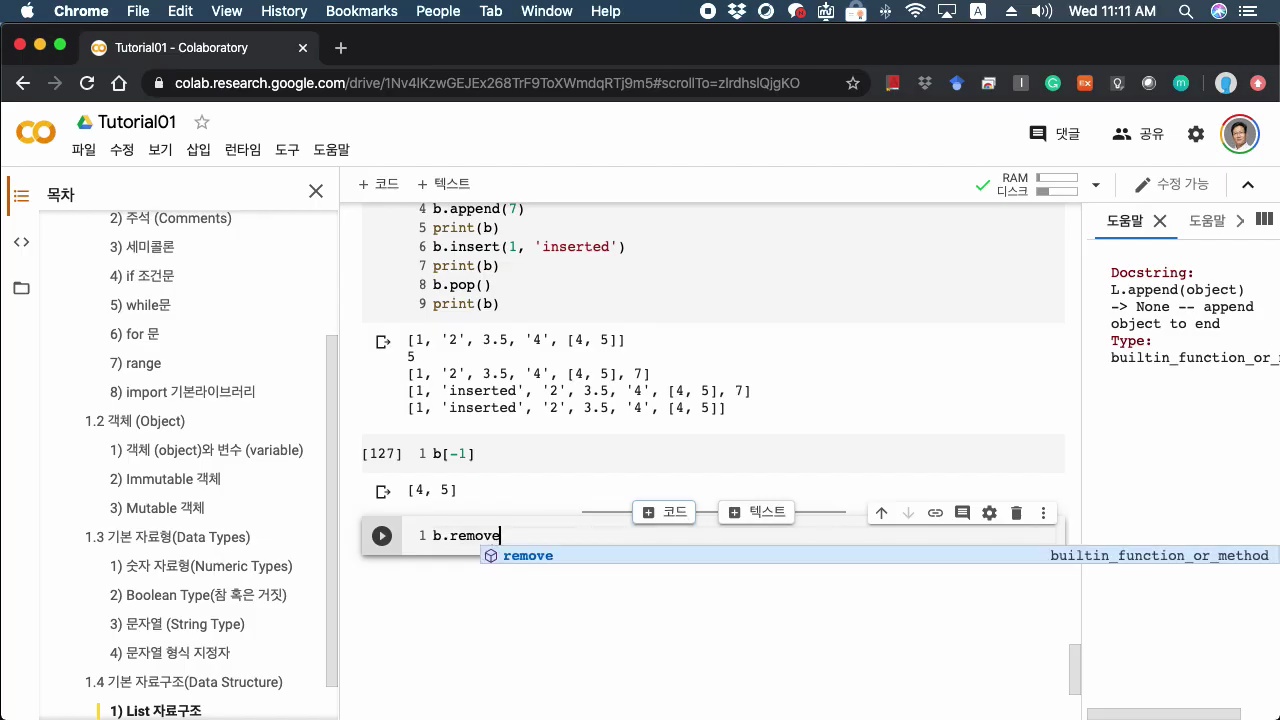 Chrome File Edit View History Bookmarks People Tab Window Help A Wed 11:11 AM
Tutorial01 - Colaboratory
colab.research.google.com/drive/1Nv4lKzwGEJEx268TrF9ToXWmdqRTj9m5#scrollTo=zlrdhslQjgKO
Tutorial01
파일 수정 보기 삽입 런타임 도구 도움말
댓글 공유
목차
+ 코드 + 텍스트
RAM
디스크
수정 가능
2) 주석 (Comments)
3) 세미콜론
4) if 조건문
5) while문
6) for 문
7) range
8) import 기본라이브러리
1.2 객체 (Object)
1) 객체 (object)와 변수 (variable)
2) Immutable 객체
3) Mutable 객체
1.3 기본 자료형(Data Types)
1) 숫자 자료형(Numeric Types)
2) Boolean Type(참 혹은 거짓)
3) 문자열 (String Type)
4) 문자열 형식 지정자
1.4 기본 자료구조(Data Structure)
1) List 자료구조
4 b.append(7)
5 print(b)
6 b.insert(1, 'inserted')
7 print(b)
8 b.pop()
9 print(b)
[1, '2', 3.5, '4', [4, 5]]
5
[1, '2', 3.5, '4', [4, 5], 7]
[1, 'inserted', '2', 3.5, '4', [4, 5], 7]
[1, 'inserted', '2', 3.5, '4', [4, 5]]
[127] 1 b[-1]
[4, 5]
코드 텍스트
1 b.remove
remove builtin_function_or_method
도움말 도움말
Docstring:
L.append(object)
-> None -- append
object to end
Type:
builtin_function_or_